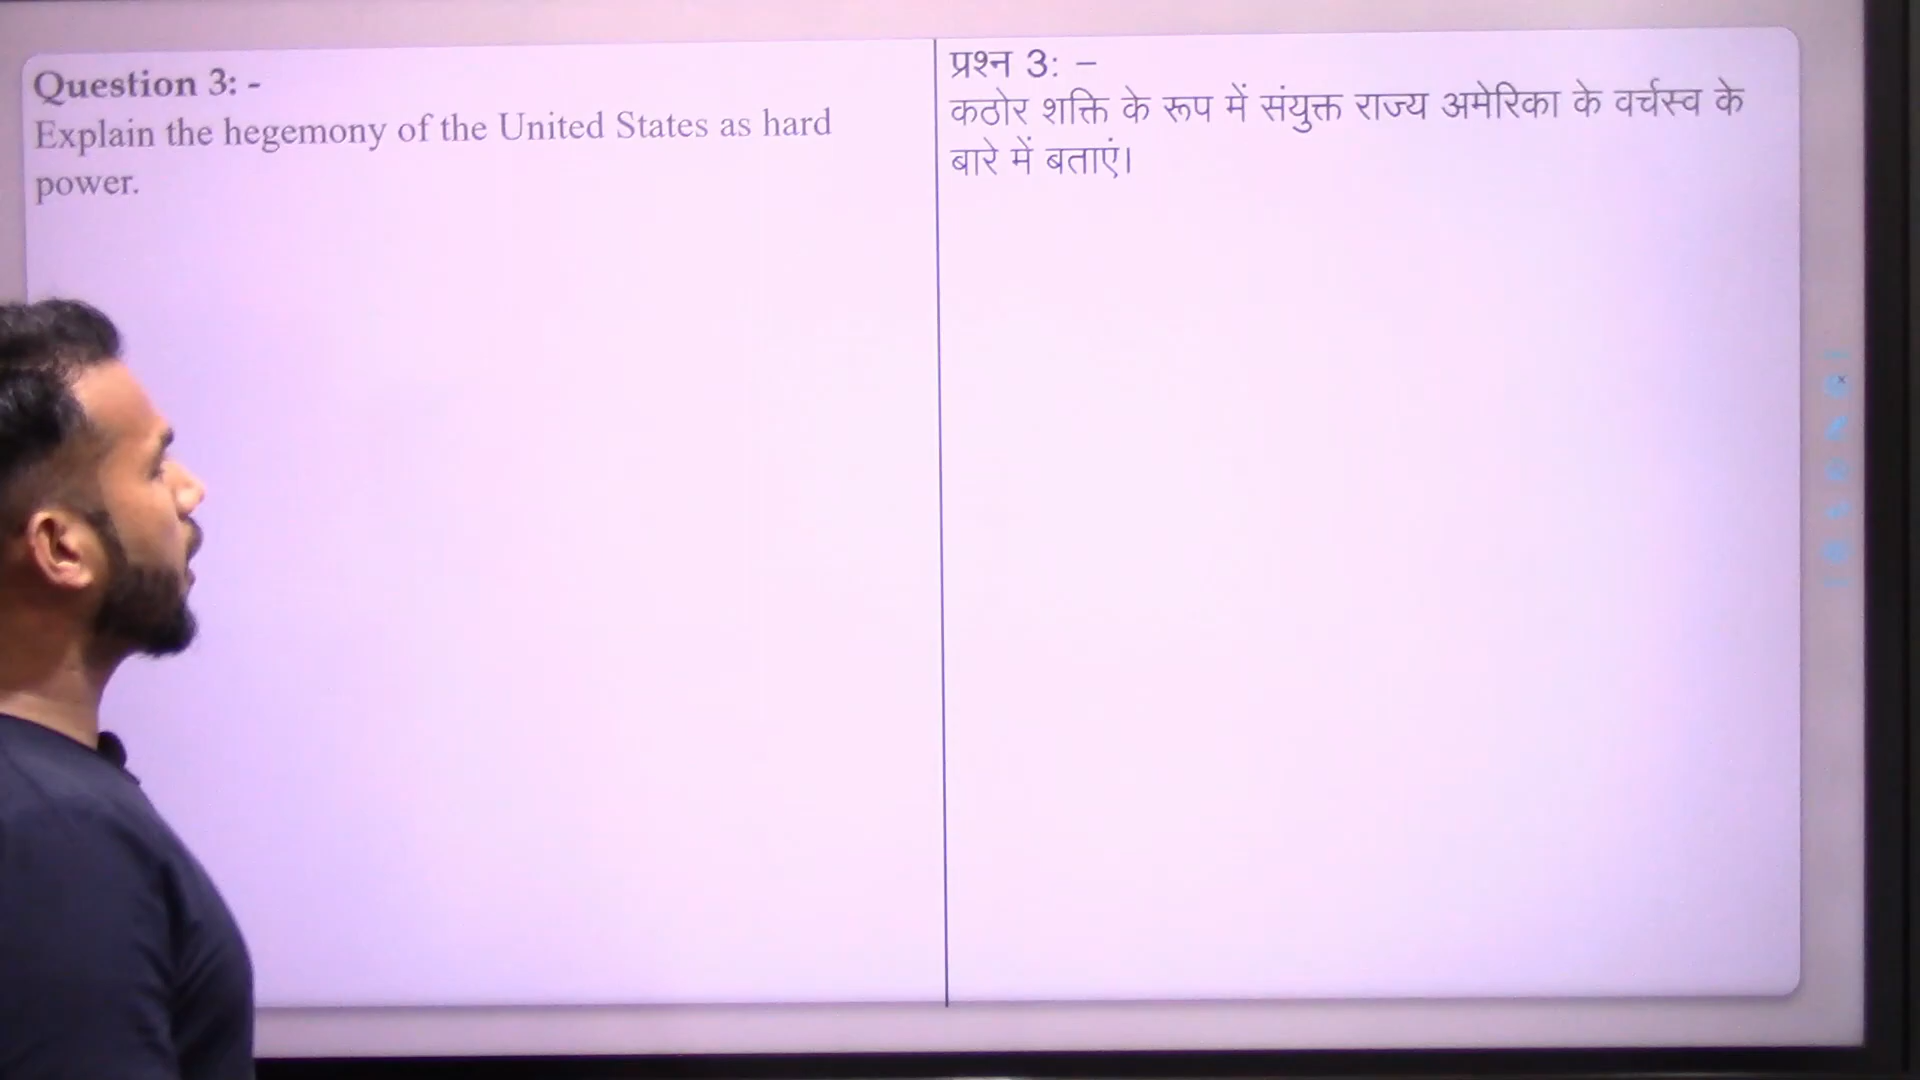 Question 3: -
Explain the hegemony of the United States as hard
power.
प्रश्न 3: –
कठोर शक्ति के रूप में संयुक्त राज्य अमेरिका के वर्चस्व के
बारे में बताएं।